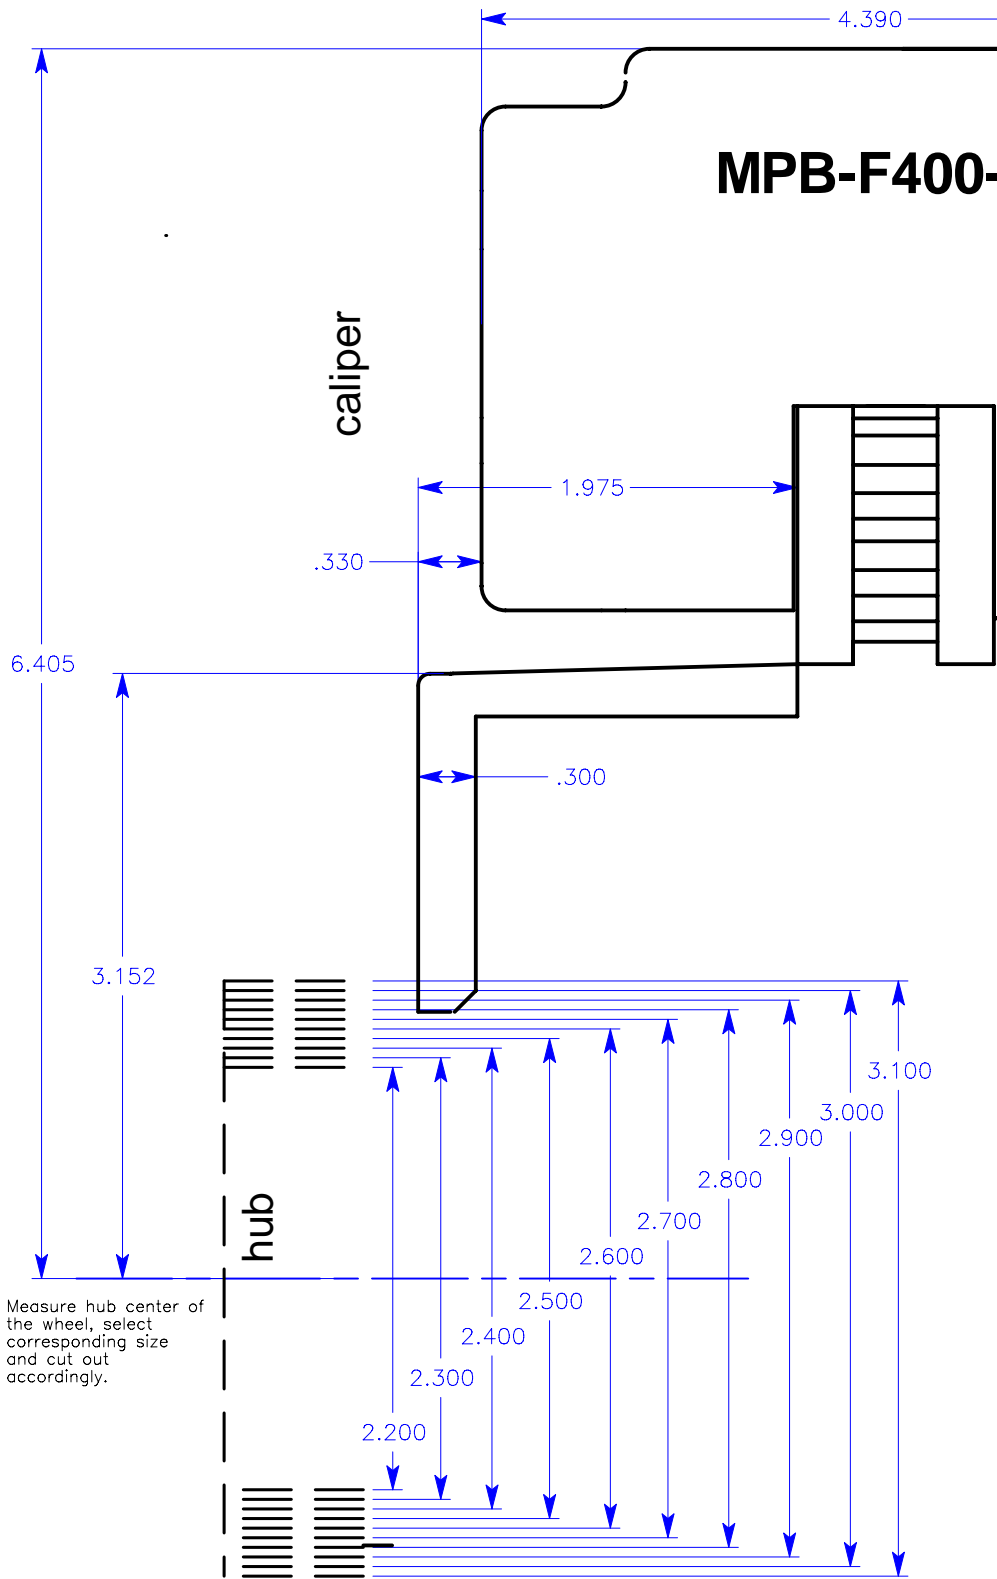 4.390
MPB-F400-
caliper
1.975
.330
6.405
.300
3.152
3.100
3.000
2.900
2.800
2.700
hub
2.600
2.500
Measure hub center of
the wheel, select
corresponding size
and cut out
accordingly.
2.400
2.300
2.200